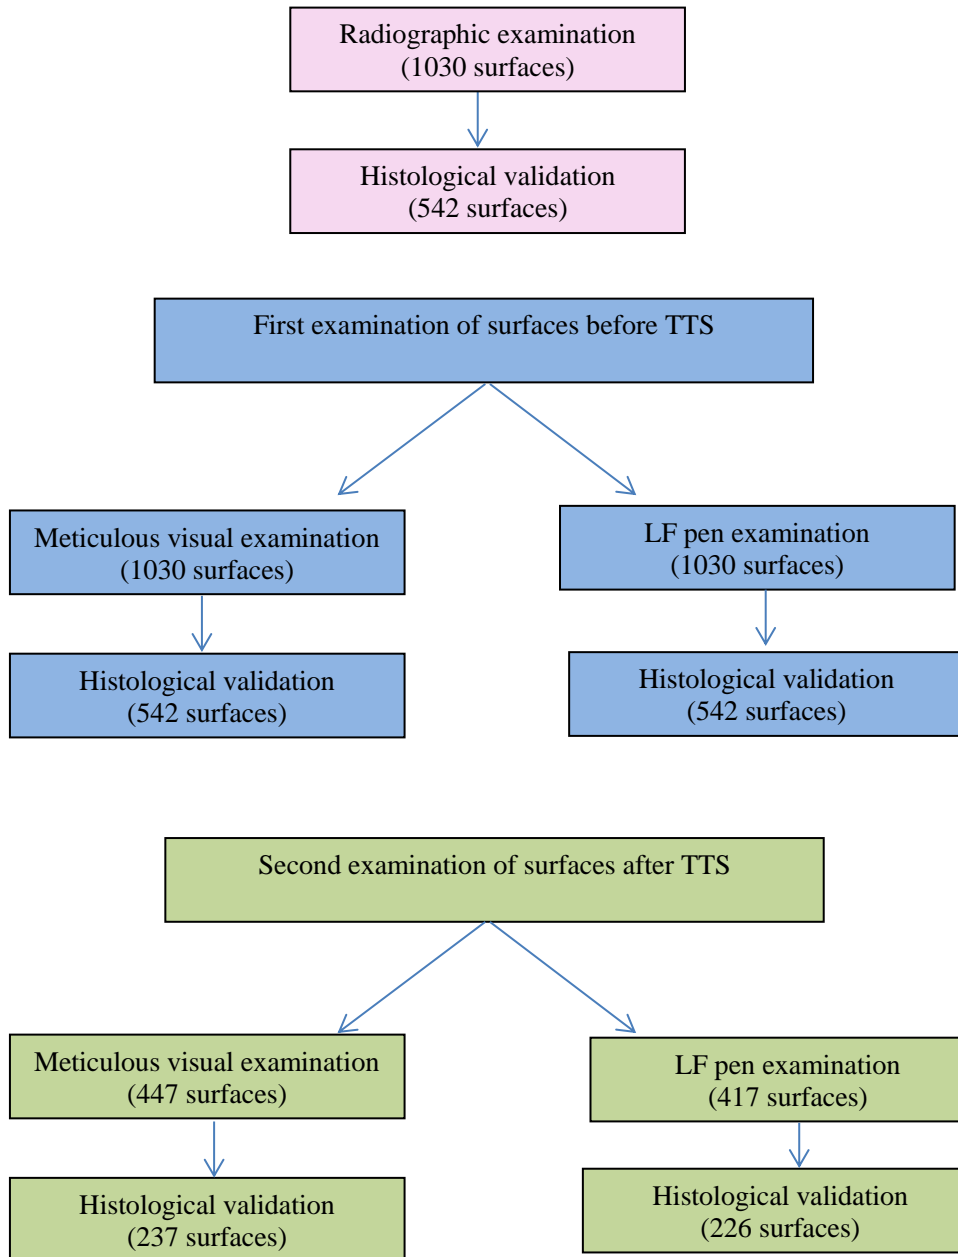 Radiographic examination
(1030 surfaces)
Histological validation
(542 surfaces)
First examination of surfaces before TTS
Meticulous visual examination
(1030 surfaces)
LF pen examination
(1030 surfaces)
Histological validation
(542 surfaces)
Histological validation
(542 surfaces)
Second examination of surfaces after TTS
Meticulous visual examination
(447 surfaces)
LF pen examination
(417 surfaces)
Histological validation
(237 surfaces)
Histological validation
(226 surfaces)